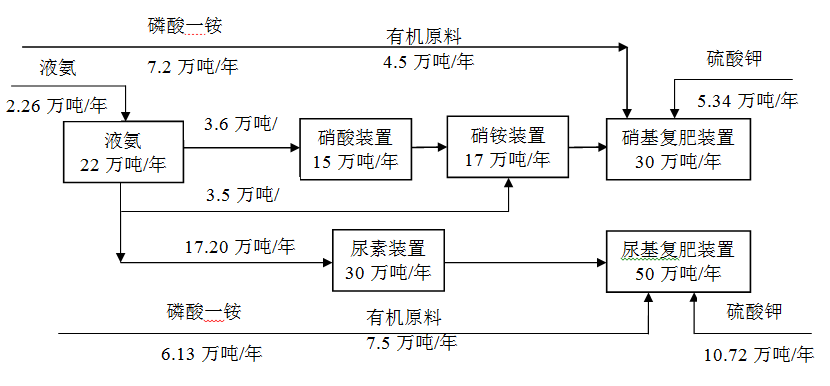 磷酸一铵
有机原料
7.2 万吨/年
4.5 万吨/年
液氨
硫酸钾
2.26 万吨/年
5.34 万吨/年
液氨
22 万吨/年
3.6 万吨/
硝酸装置
15 万吨/年
硝铵装置
17 万吨/年
硝基复肥装置
30 万吨/年
3.5 万吨/
17.20 万吨/年
尿素装置
30 万吨/年
尿基复肥装置
50 万吨/年
磷酸一铵
有机原料
硫酸钾
6.13 万吨/年
7.5 万吨/年
10.72 万吨/年